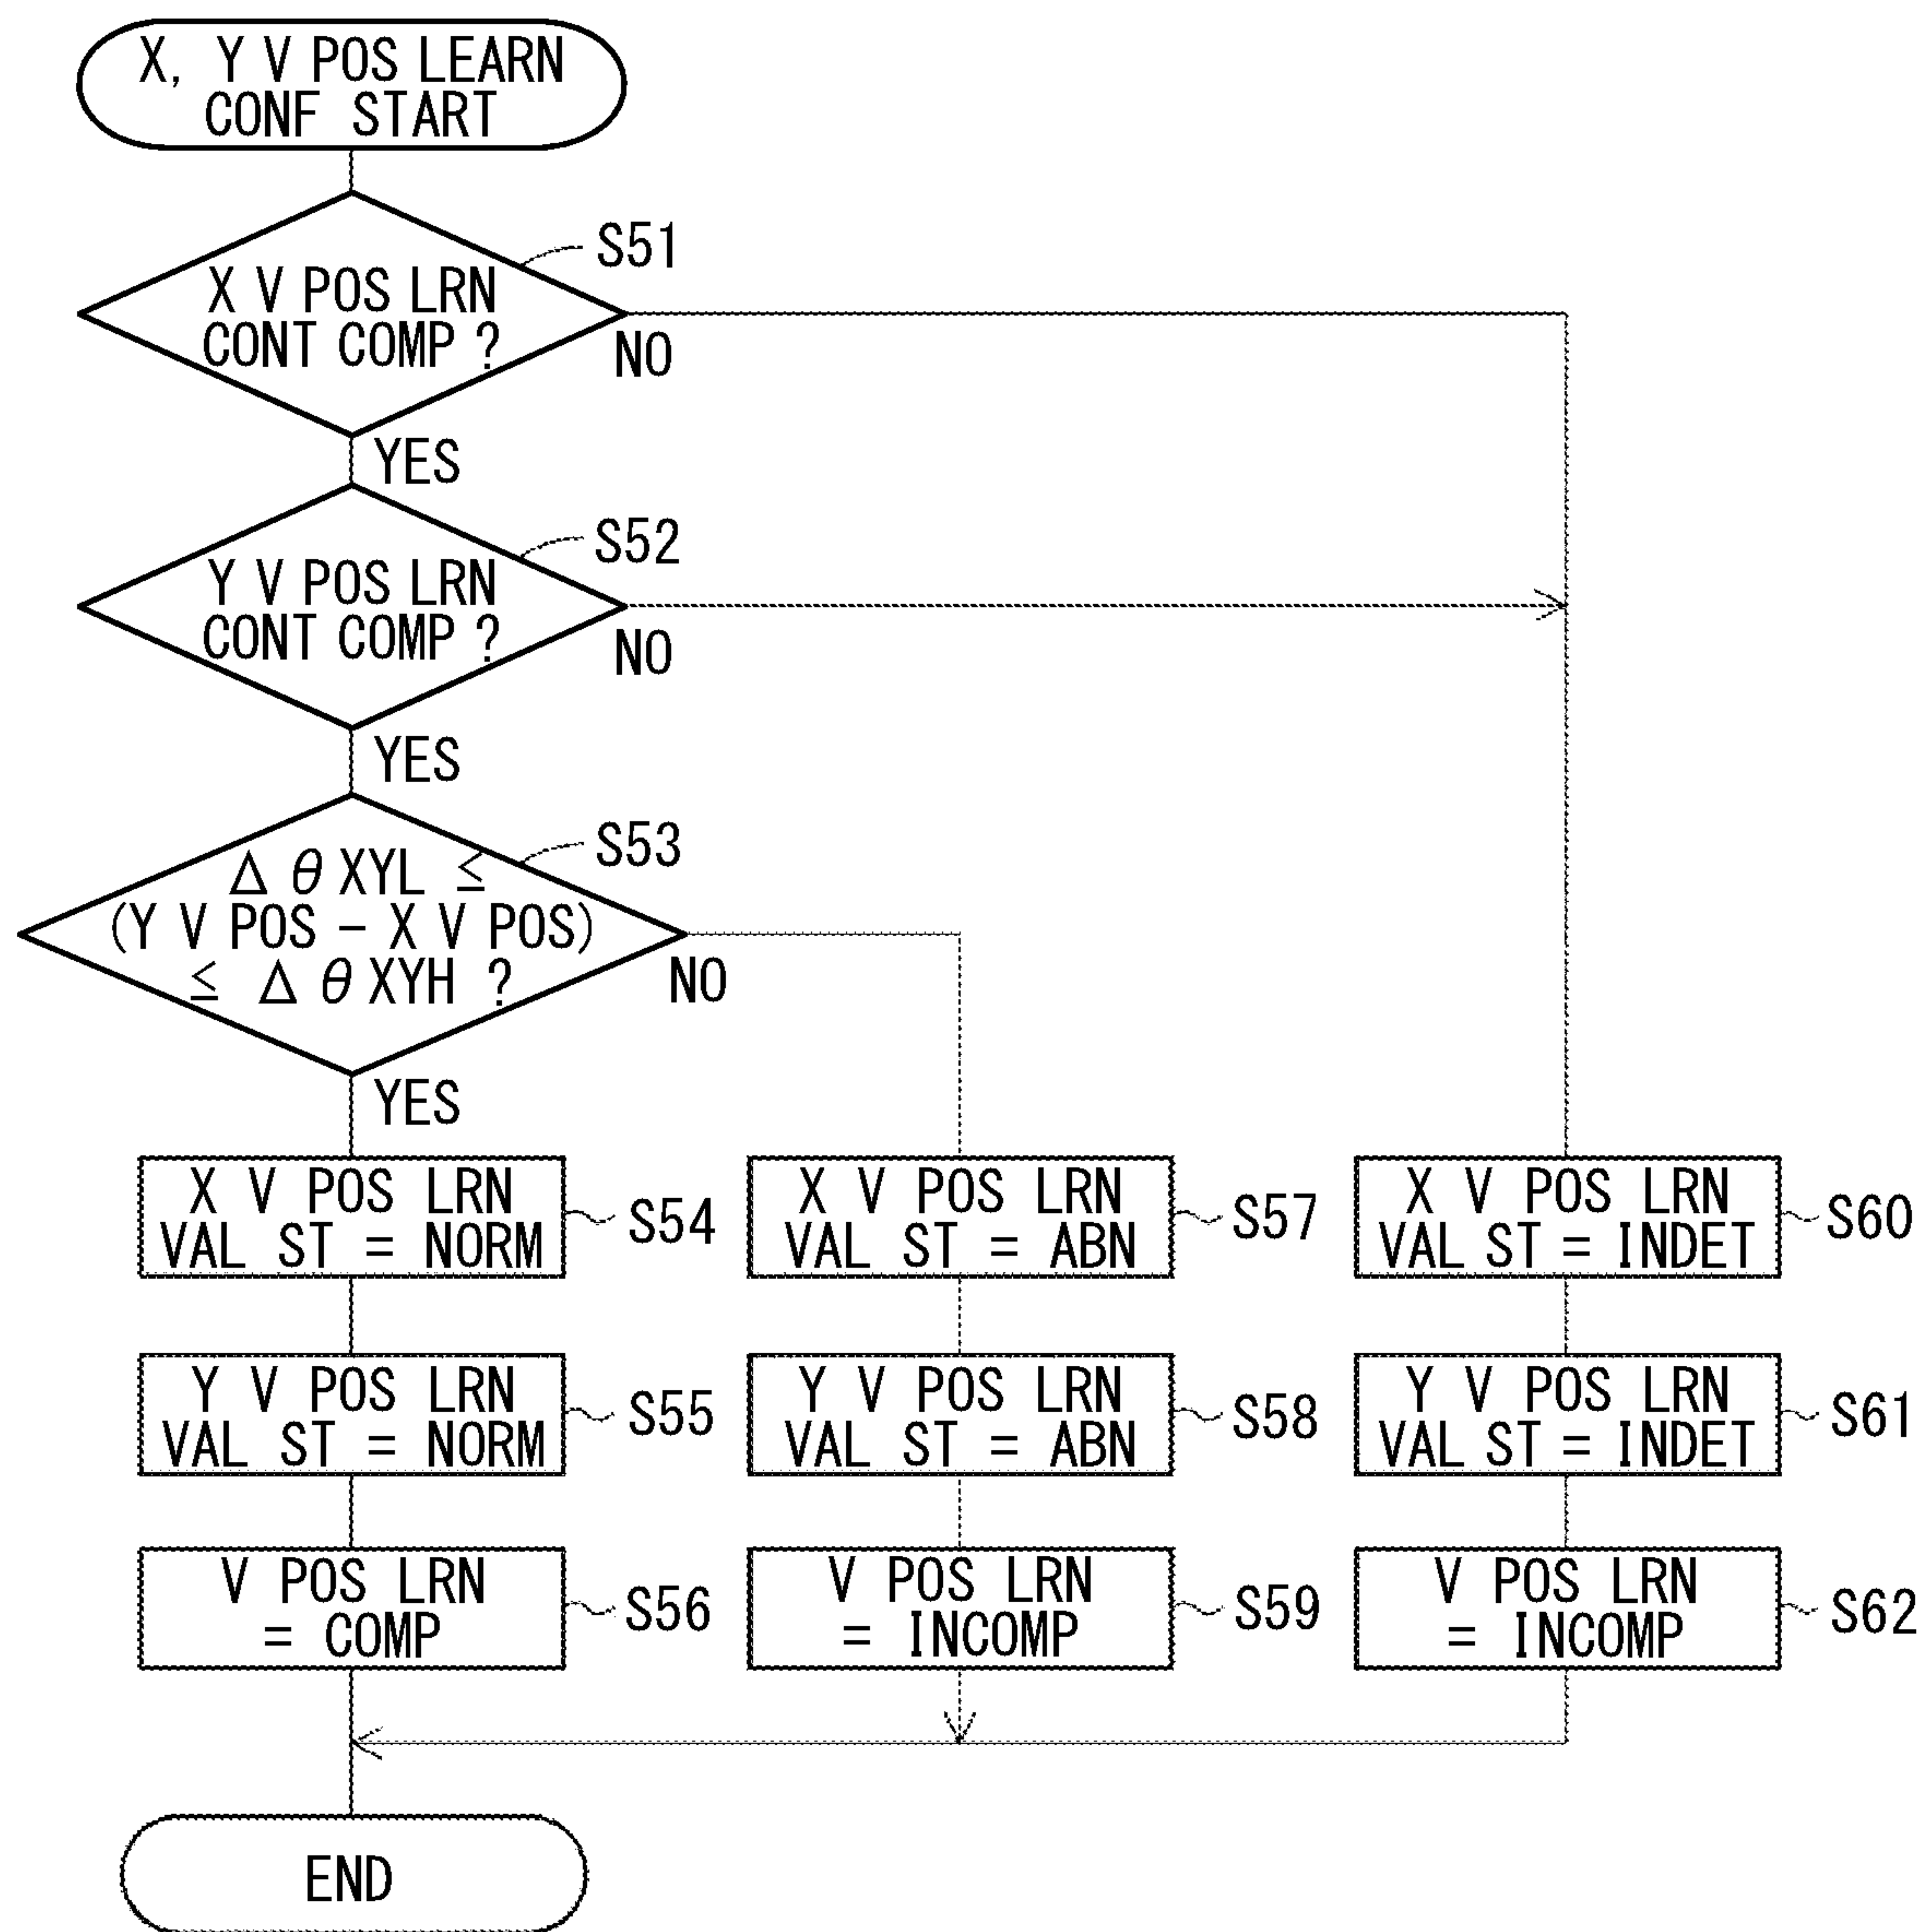 X, Y V POS LEARN
CONF START
S51
X V POS LRN
CONT COMP ?
NO
YES
S52
Y V POS LRN
CONT COMP ?
NO
YES
S53
Δ θ XYL ≤
(Y V POS − X V POS)
≤ Δ θ XYH ?
NO
YES
X V POS LRN
VAL ST = NORM
S54
X V POS LRN
VAL ST = ABN
S57
X V POS LRN
VAL ST = INDET
S60
Y V POS LRN
VAL ST = NORM
S55
Y V POS LRN
VAL ST = ABN
S58
Y V POS LRN
VAL ST = INDET
S61
V POS LRN
= COMP
S56
V POS LRN
= INCOMP
S59
V POS LRN
= INCOMP
S62
END